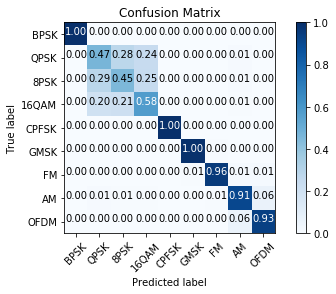 Confusion Matrix
BPSK 1.00 0.00 0.00 0.00 0.00 0.00 0.00 0.00 0.00
QPSK 0.00 0.47 0.28 0.24 0.00 0.00 0.00 0.01 0.00
8PSK 0.00 0.29 0.45 0.25 0.00 0.00 0.00 0.01 0.00
16QAM 0.00 0.20 0.21 0.58 0.00 0.00 0.00 0.01 0.00
CPFSK 0.00 0.00 0.00 0.00 1.00 0.00 0.00 0.00 0.00
GMSK 0.00 0.00 0.00 0.00 0.00 1.00 0.00 0.00 0.00
FM 0.00 0.00 0.00 0.00 0.00 0.01 0.96 0.01 0.01
AM 0.00 0.01 0.01 0.00 0.00 0.00 0.01 0.91 0.06
OFDM 0.00 0.00 0.00 0.00 0.00 0.00 0.00 0.06 0.93
True label
BPSK
QPSK
8PSK
16QAM
CPFSK
GMSK
FM
AM
OFDM
Predicted label
1.0
0.8
0.6
0.4
0.2
0.0